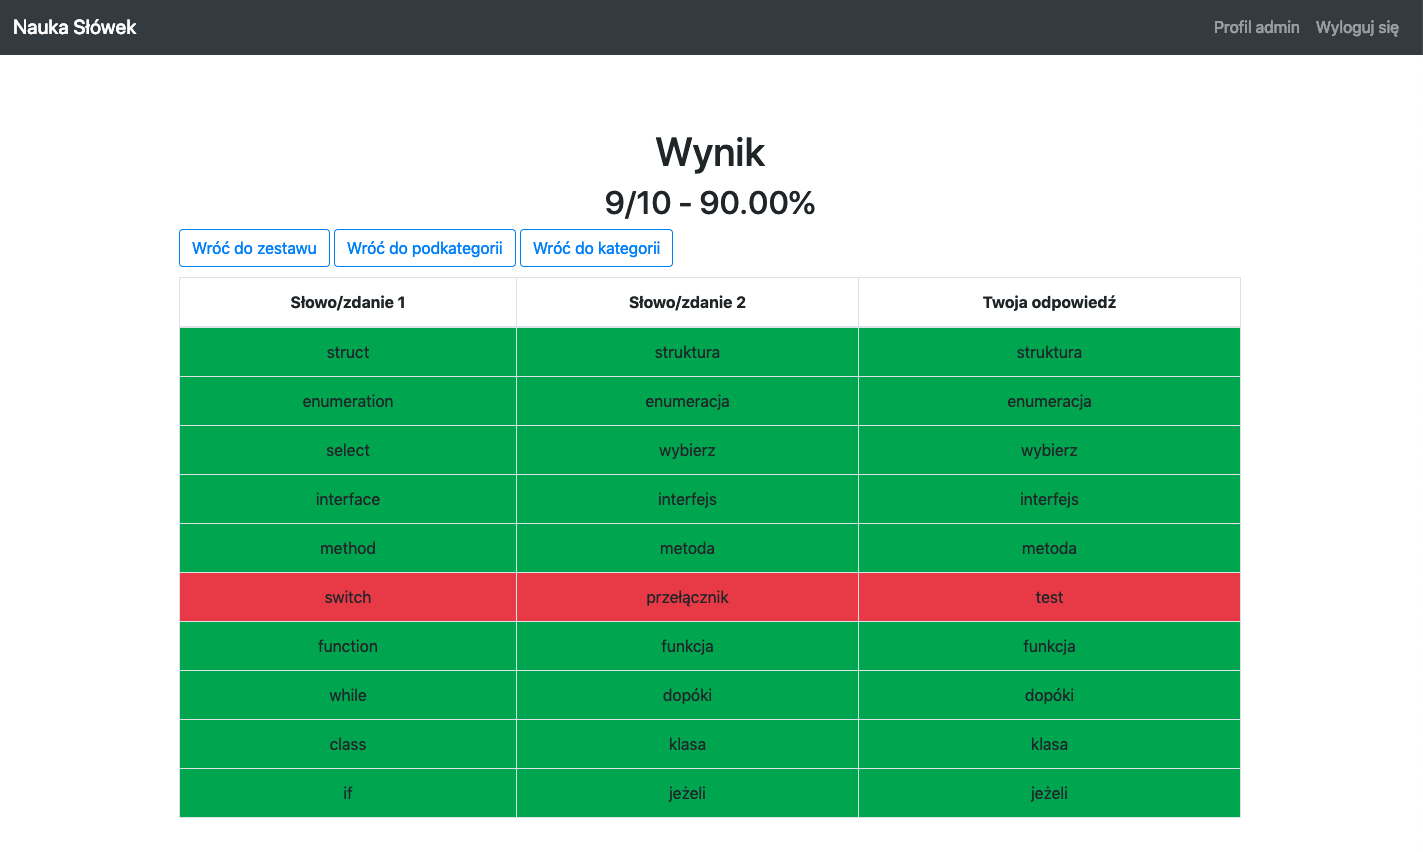 Nauka Słówek Profil admin Wyloguj się
Wynik
9/10 - 90.00%
Wróć do zestawu Wróć do podkategorii Wróć do kategorii
Słowo/zdanie 1 Słowo/zdanie 2 Twoja odpowiedź
struct struktura struktura
enumeration enumeracja enumeracja
select wybierz wybierz
interface interfejs interfejs
method metoda metoda
switch przełącznik test
function funkcja funkcja
while dopóki dopóki
class klasa klasa
if jeżeli jeżeli